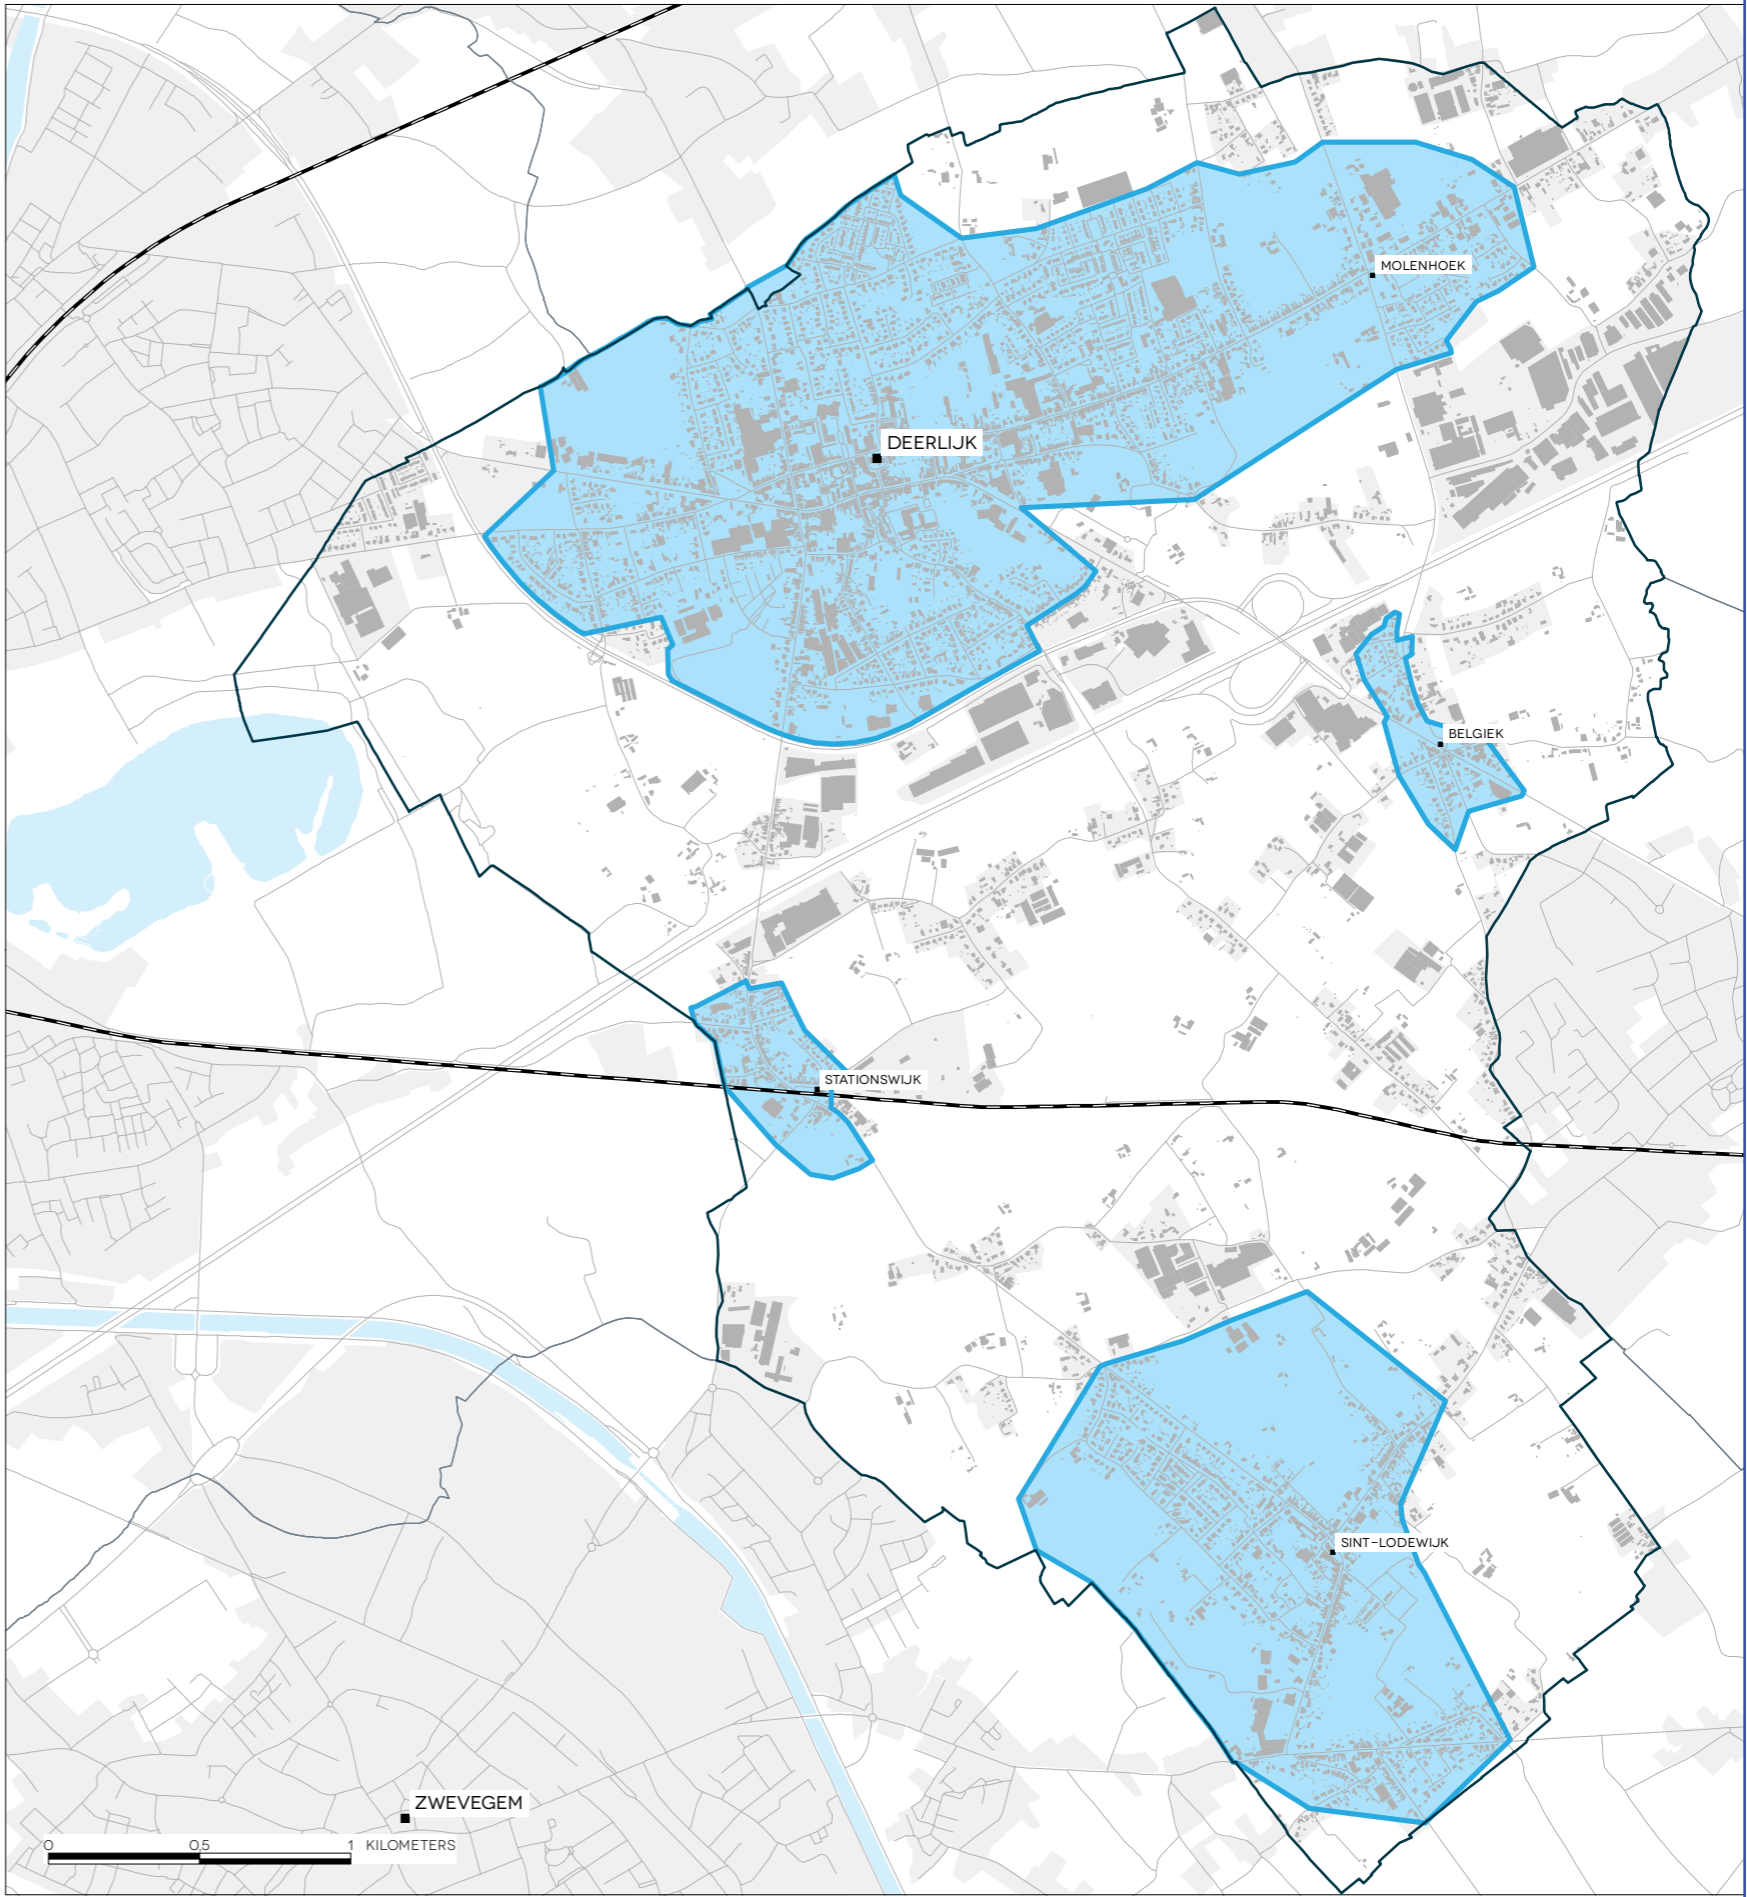 MOLENHOEK
DEERLIJK
BELGIEK
STATIONSWIJK
SINT-LODEWIJK
ZWEVEGEM
0 0,5 1 KILOMETERS